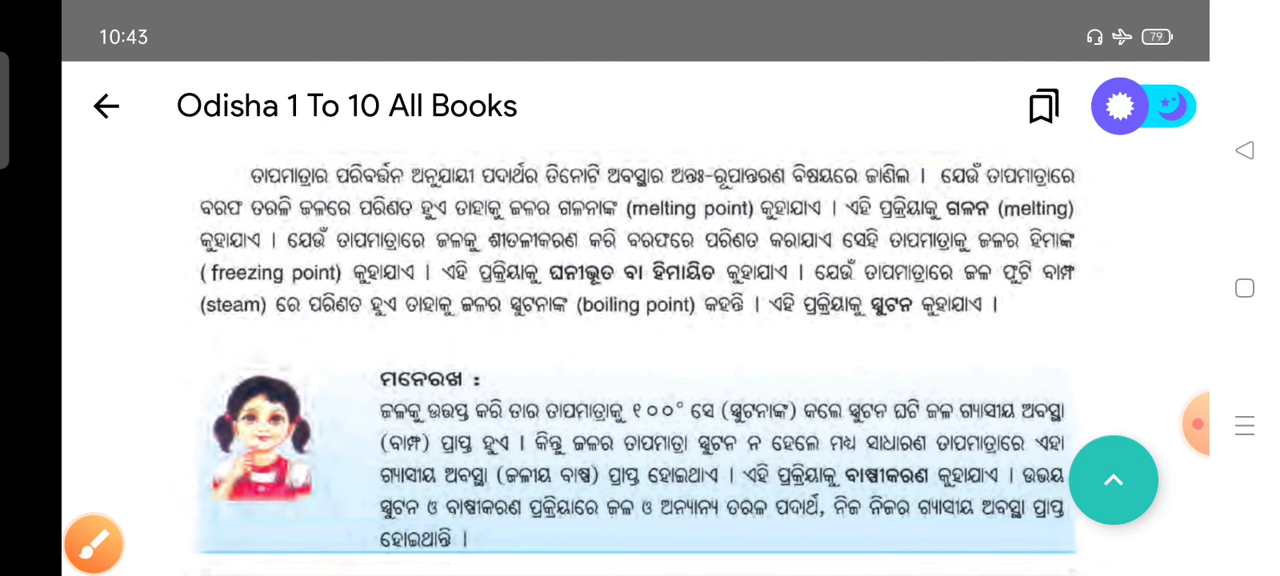 10:43
79
Odisha 1 To 10 All Books
ତାପମାତ୍ରାର ପରିବର୍ତ୍ତନ ଅନୁଯାୟୀ ପଦାର୍ଥର ତିନୋଟି ଅବସ୍ଥାର ଅନ୍ତଃ-ରୂପାନ୍ତରଣ ବିଷୟରେ ଜାଣିଲ । ଯେଉଁ ତାପମାତ୍ରାରେ
ବରଫ ତରଳି ଜଳରେ ପରିଣତ ହୁଏ ତାହାକୁ ଜଳର ଗଳନାଙ୍କ (melting point) କୁହାଯାଏ । ଏହି ପ୍ରକ୍ରିୟାକୁ ଗଳନ (melting)
କୁହାଯାଏ । ଯେଉଁ ତାପମାତ୍ରାରେ ଜଳକୁ ଶୀତଳୀକରଣ କରି ବରଫରେ ପରିଣତ କରାଯାଏ ସେହି ତାପମାତ୍ରାକୁ ଜଳର ହିମାଙ୍କ
( freezing point) କୁହାଯାଏ । ଏହି ପ୍ରକ୍ରିୟାକୁ ଘନୀଭୂତ ବା ହିମାୟିତ କୁହାଯାଏ । ଯେଉଁ ତାପମାତ୍ରାରେ ଜଳ ଫୁଟି ବାମ୍ଫ
(steam) ରେ ପରିଣତ ହୁଏ ତାହାକୁ ଜଳର ସ୍ଫୁଟନାଙ୍କ (boiling point) କହନ୍ତି । ଏହି ପ୍ରକ୍ରିୟାକୁ ସ୍ଫୁଟନ କୁହାଯାଏ ।
ମନେରଖ :
ଜଳକୁ ଉତ୍ତପ୍ତ କରି ତାର ତାପମାତ୍ରାକୁ ୧୦୦° ସେ (ସ୍ଫୁଟନାଙ୍କ) କଲେ ସ୍ଫୁଟନ ଘଟି ଜଳ ଗ୍ୟାସୀୟ ଅବସ୍ଥା
(ବାମ୍ଫ) ପ୍ରାପ୍ତ ହୁଏ । କିନ୍ତୁ ଜଳର ତାପମାତ୍ରା ସ୍ଫୁଟନ ନ ହେଲେ ମଧ୍ୟ ସାଧାରଣ ତାପମାତ୍ରାରେ ଏହା
ଗ୍ୟାସୀୟ ଅବସ୍ଥା (ଜଳୀୟ ବାଷ୍ପ) ପ୍ରାପ୍ତ ହୋଇଥାଏ । ଏହି ପ୍ରକ୍ରିୟାକୁ ବାଷ୍ପୀକରଣ କୁହାଯାଏ । ଉଭୟ
ସ୍ଫୁଟନ ଓ ବାଷ୍ପୀକରଣ ପ୍ରକ୍ରିୟାରେ ଜଳ ଓ ଅନ୍ୟାନ୍ୟ ତରଳ ପଦାର୍ଥ, ନିଜ ନିଜର ଗ୍ୟାସୀୟ ଅବସ୍ଥା ପ୍ରାପ୍ତ
ହୋଇଥାନ୍ତି ।